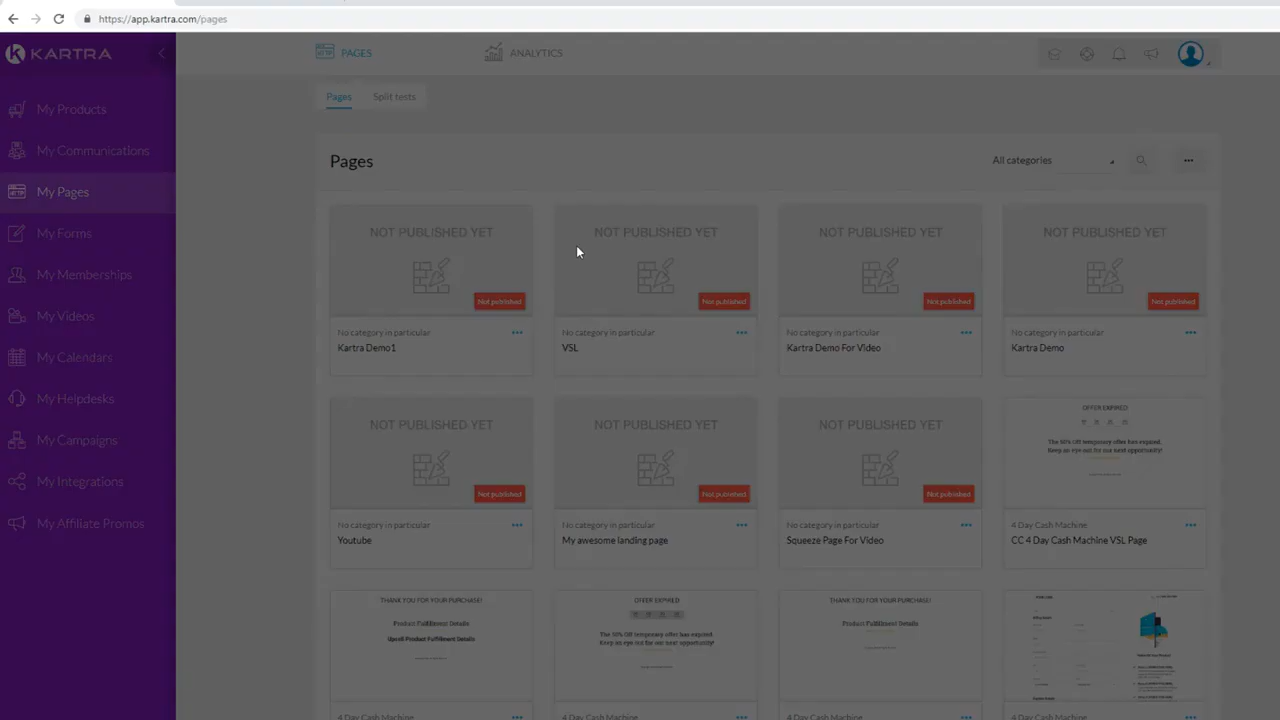 https://app.kartra.com/pages
KARTRA
PAGES
ANALYTICS
My Products
My Communications
My Pages
My Forms
My Memberships
My Videos
My Calendars
My Helpdesks
My Campaigns
My Integrations
My Affiliate Promos
Pages
Split tests
Pages
All categories
NOT PUBLISHED YET
NOT PUBLISHED YET
NOT PUBLISHED YET
NOT PUBLISHED YET
Not published
Not published
Not published
Not published
No category in particular
No category in particular
No category in particular
No category in particular
Kartra Demo1
VSL
Kartra Demo For Video
Kartra Demo
NOT PUBLISHED YET
NOT PUBLISHED YET
NOT PUBLISHED YET
OFFER EXPIRED
The 50% Off temporary offer has expired.
Keep an eye out for our next opportunity!
Not published
Not published
Not published
No category in particular
No category in particular
No category in particular
4 Day Cash Machine
Youtube
My awesome landing page
Squeeze Page For Video
CC 4 Day Cash Machine VSL Page
THANK YOU FOR YOUR PURCHASE!
Product Fulfillment Details
Upsell Product Fulfillment Details
OFFER EXPIRED
The 50% Off temporary offer has expired.
Keep an eye out for our next opportunity!
THANK YOU FOR YOUR PURCHASE!
Product Fulfillment Details
4 Day Cash Machine
4 Day Cash Machine
4 Day Cash Machine
4 Day Cash Machine